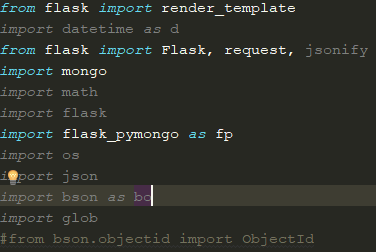 from flask import render_template
import datetime as d
from flask import Flask, request, jsonify
import mongo
import math
import flask
import flask_pymongo as fp
import os
import json
import bson as bo
import glob
#from bson.objectid import ObjectId